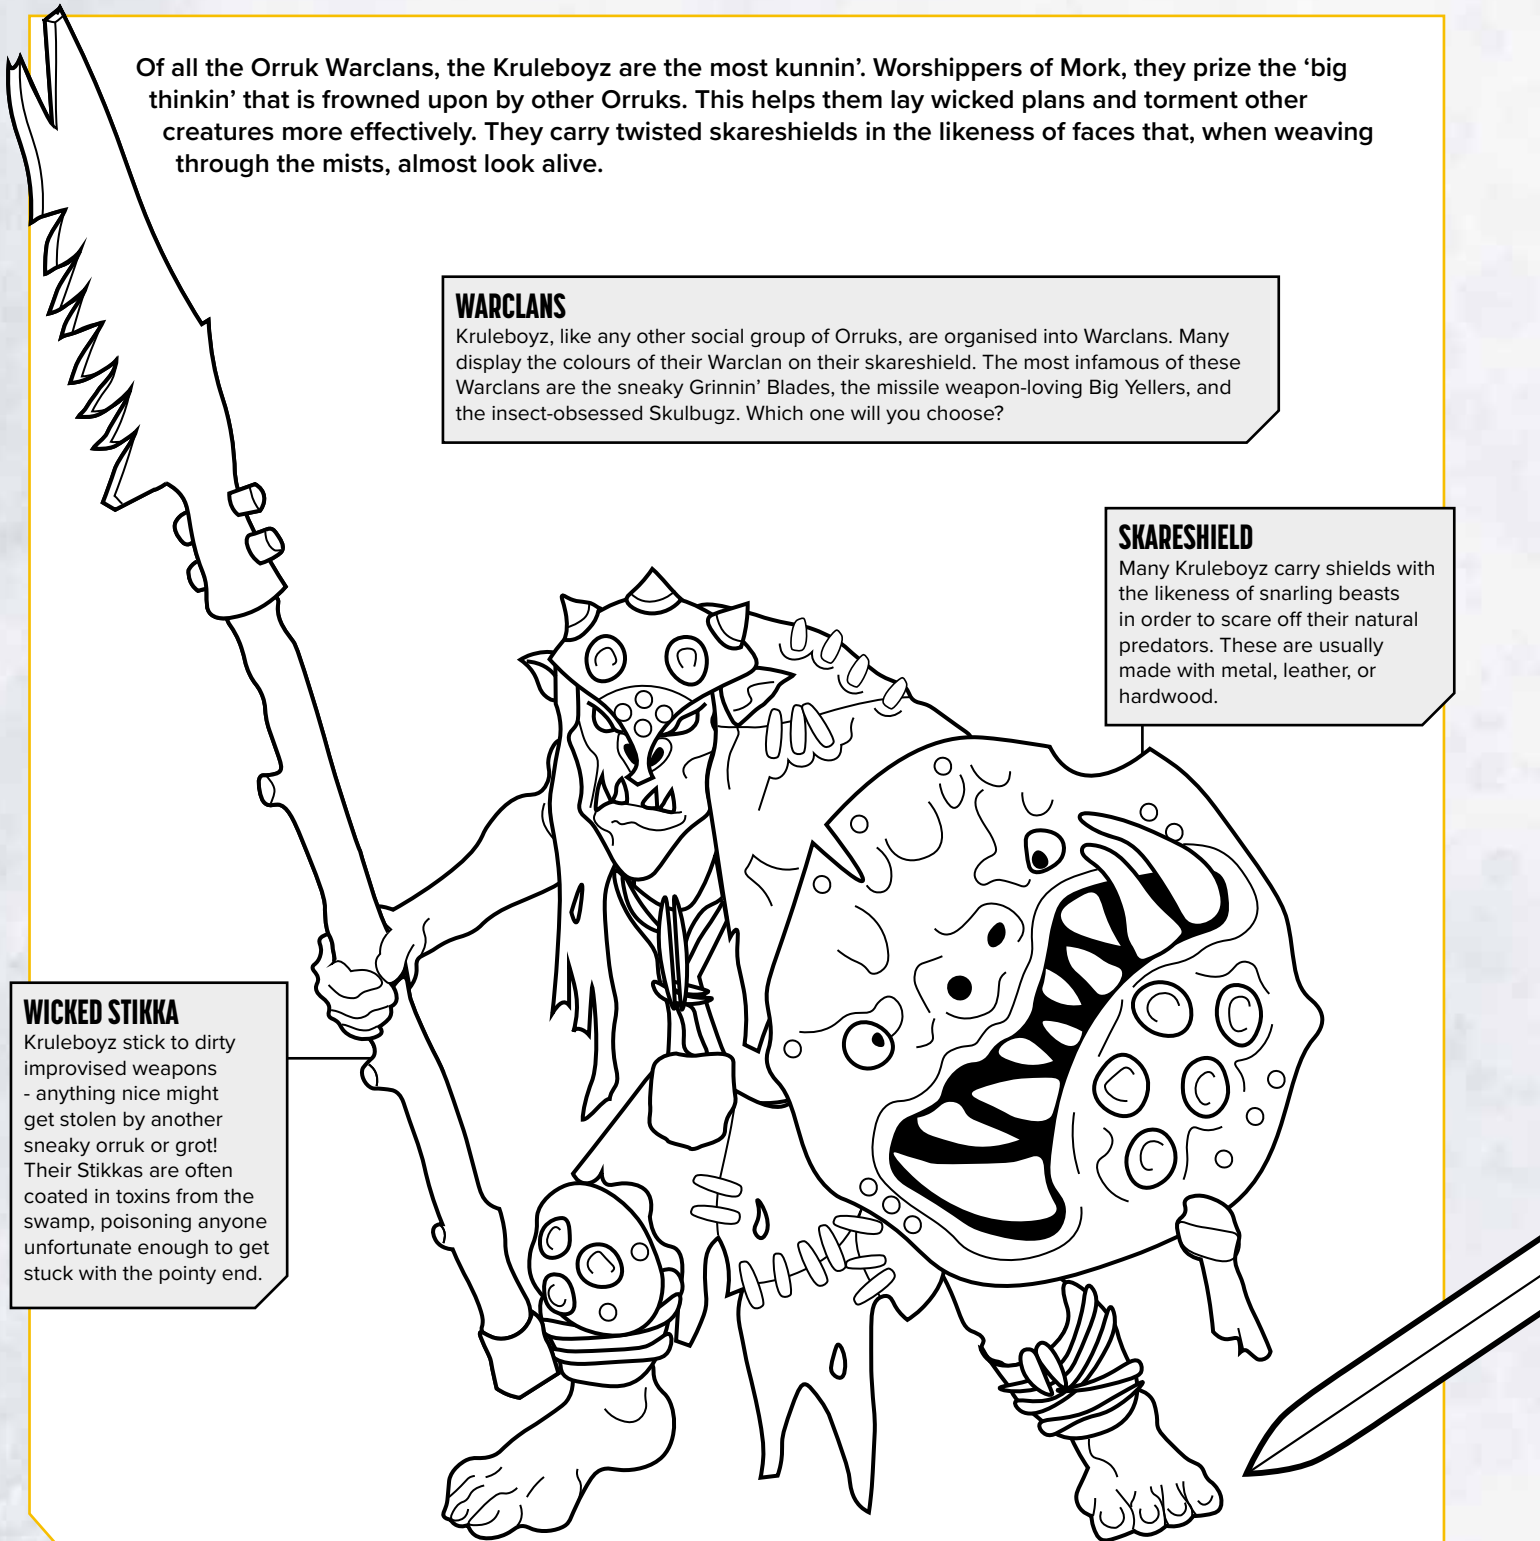 Of all the Orruk Warclans, the Kruleboyz are the most kunnin’. Worshippers of Mork, they prize the ‘big
thinkin’ that is frowned upon by other Orruks. This helps them lay wicked plans and torment other
creatures more effectively. They carry twisted skareshields in the likeness of faces that, when weaving
through the mists, almost look alive.
WARCLANS
Kruleboyz, like any other social group of Orruks, are organised into Warclans. Many
display the colours of their Warclan on their skareshield. The most infamous of these
Warclans are the sneaky Grinnin’ Blades, the missile weapon-loving Big Yellers, and
the insect-obsessed Skulbugz. Which one will you choose?
SKARESHIELD
Many Kruleboyz carry shields with
the likeness of snarling beasts
in order to scare off their natural
predators. These are usually
made with metal, leather, or
hardwood.
WICKED STIKKA
Kruleboyz stick to dirty
improvised weapons
- anything nice might
get stolen by another
sneaky orruk or grot!
Their Stikkas are often
coated in toxins from the
swamp, poisoning anyone
unfortunate enough to get
stuck with the pointy end.